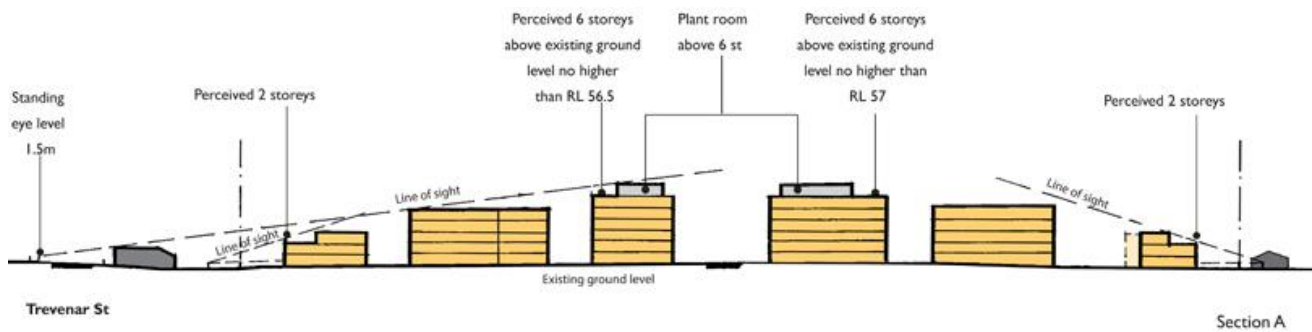 Perceived 6 storeys
above existing ground
level no higher
than RL 56.5
Plant room
above 6 st
Perceived 6 storeys
above existing ground
level no higher than
RL 57
Standing
eye level
1.5m
Perceived 2 storeys
Perceived 2 storeys
Line of sight
Line of sight
Line of sight
Existing ground level
Trevenar St
Section A